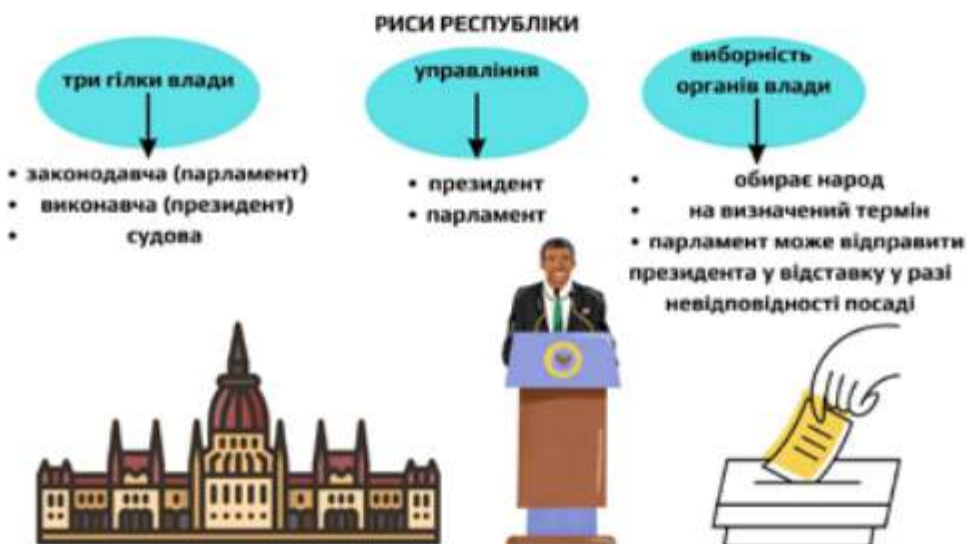 РИСИ РЕСПУБЛІКИ
три гілки влади
• законодавча (парламент)
• виконавча (президент)
• судова
управління
• президент
• парламент
виборність
органів влади
• обирає народ
• на визначений термін
• парламент може відправити
президента у відставку у разі
невідповідності посаді